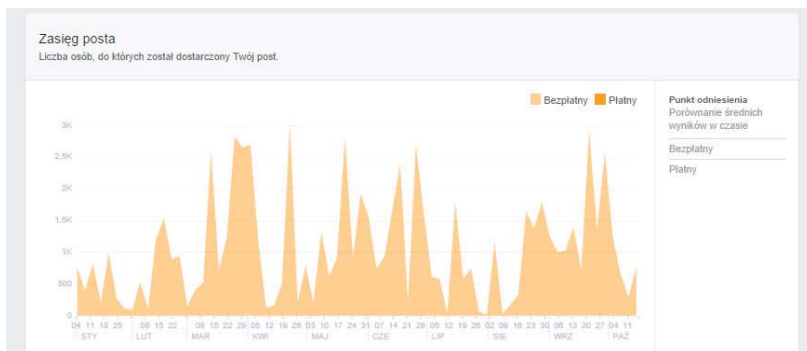 Zasięg posta
Liczba osób, do których został dostarczony Twój post.
Bezpłatny Płatny
Punkt odniesienia
Porównanie średnich
wyników w czasie
Bezpłatny
Płatny
3K
2,5K
2K
1,5K
1K
500
0
04 11 18 25 08 15 22 08 15 22 29 05 12 19 26 03 10 17 24 31 07 14 21 28 05 12 19 26 02 09 16 23 30 06 13 20 27 04 11
STY LUT MAR KWI MAJ CZE LIP SIE WRZ PAŹ